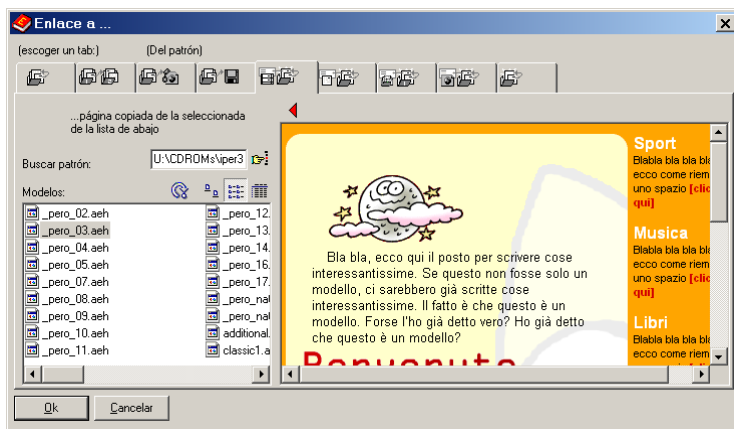 Enlace a ...
(escoger un tab:) (Del patrón)
...página copiada de la seleccionada
de la lista de abajo
Buscar patrón: U:\CDROMs\iper3
Modelos:
_pero_02.aeh _pero_12.
_pero_03.aeh _pero_13.
_pero_04.aeh _pero_14.
_pero_05.aeh _pero_16.
_pero_07.aeh _pero_17.
_pero_08.aeh _pero_na
_pero_09.aeh _pero_na
_pero_10.aeh additional.
_pero_11.aeh classic1.a
Bla bla, ecco qui il posto per scrivere cose
interessantissime. Se questo non fosse solo un
modello, ci sarebbero già scritte cose
interessantissime. Il fatto è che questo è un
modello. Forse l'ho già detto vero? Ho già detto
che questo è un modello?
Benvenuto
Sport
Blabla bla bla bla
ecco come riem
uno spazio [clic
qui]
Musica
Blabla bla bla bla
ecco come riem
uno spazio [clic
qui]
Libri
Blabla bla bla bla
ecco come riem
Ok Cancelar